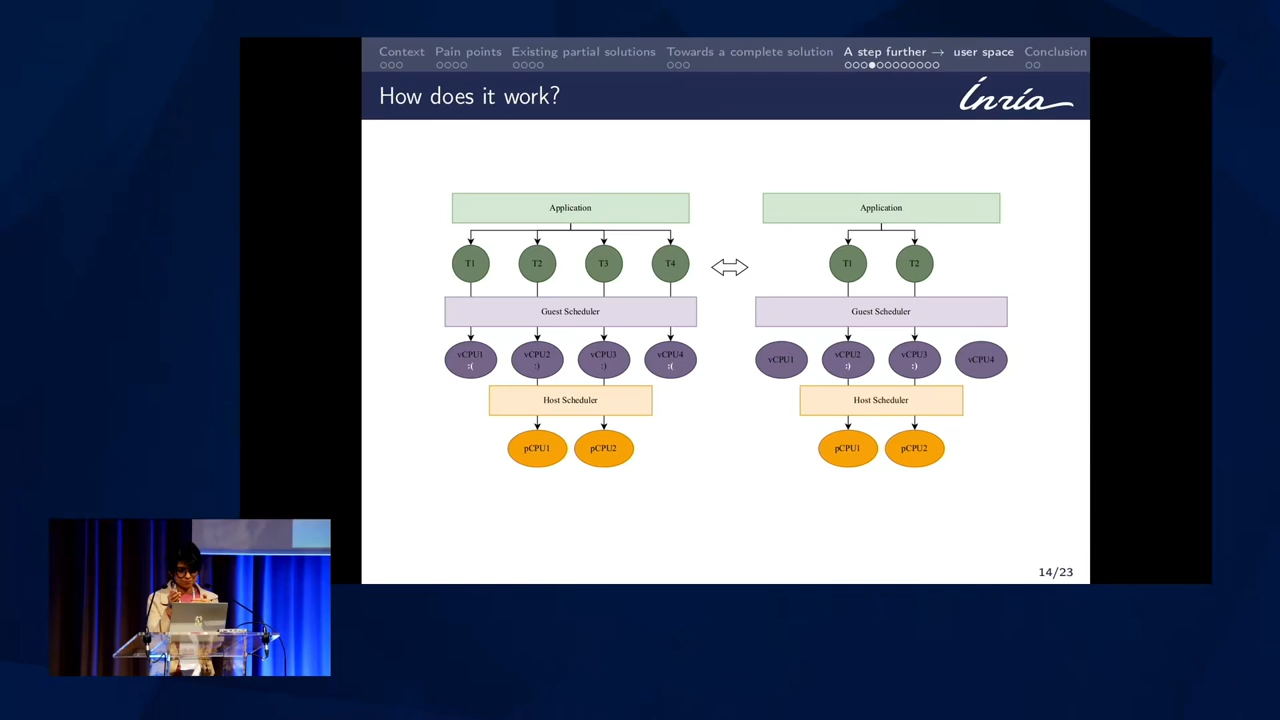 Context Pain points Existing partial solutions Towards a complete solution A step further → user space Conclusion
How does it work?
Inria
Application
T1 T2 T3 T4
Guest Scheduler
vCPU1 vCPU2 vCPU3 vCPU4
:( :) :) :(
Host Scheduler
pCPU1 pCPU2
Application
T1 T2
Guest Scheduler
vCPU1 vCPU2 vCPU3 vCPU4
:) :)
Host Scheduler
pCPU1 pCPU2
14/23